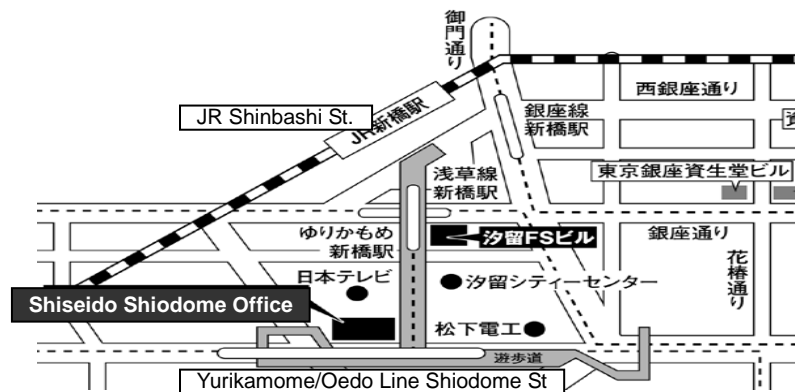 御門通り
西銀座通り
JR Shinbashi St.
JR新橋駅
銀座線
新橋駅
資
浅草線
新橋駅
東京銀座資生堂ビル
ゆりかもめ
新橋駅
汐留FSビル
銀座通り
花椿通り
日本テレビ
汐留シティーセンター
Shiseido Shiodome Office
松下電工
遊歩道
Yurikamome/Oedo Line Shiodome St